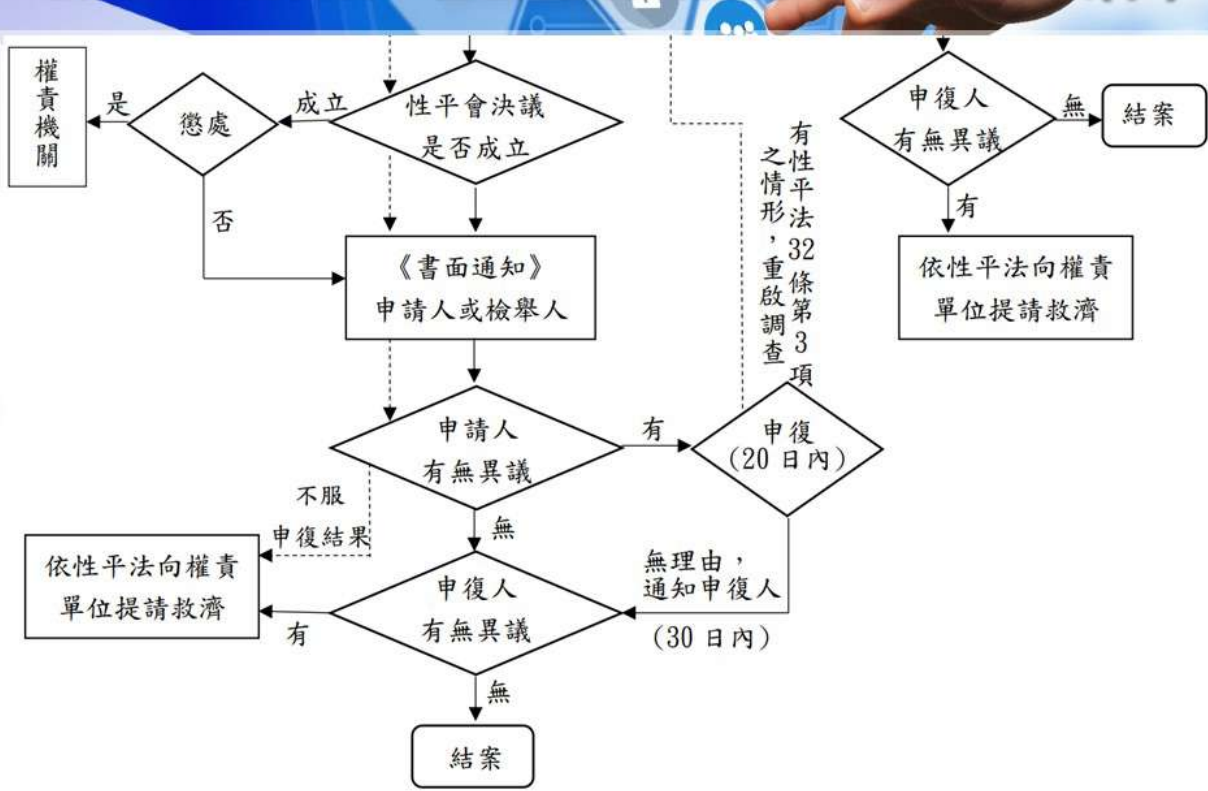 權責機關
是
懲處
成立
性平會決議
是否成立
否
《書面通知》
申請人或檢舉人
申請人
有無異議
有
申復
(20 日內)
有性平法 32 條第 3 項
之情形，重啟調查
不服
申復結果
無
依性平法向權責
單位提請救濟
有
申復人
有無異議
無理由，
通知申復人
(30 日內)
無
結案
申復人
有無異議
無
結案
有
依性平法向權責
單位提請救濟